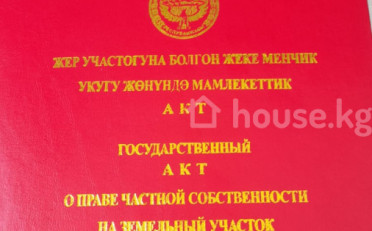 ЖЕР УЧАСТОГУНА БОЛГОН ЖЕКЕ МЕНЧИК
УКУГУ ЖӨНҮНДӨ МАМЛЕКЕТТИК
АКТ
house.kg
ГОСУДАРСТВЕННЫЙ
АКТ
О ПРАВЕ ЧАСТНОЙ СОБСТВЕННОСТИ
НА ЗЕМЕЛЬНЫЙ УЧАСТОК